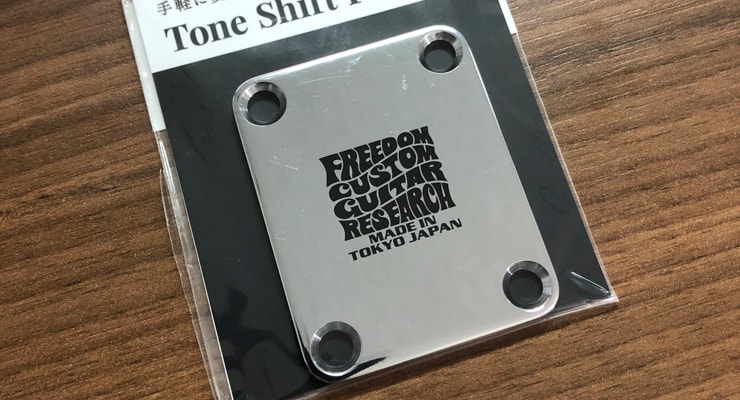 手軽に
Tone Shift
FREEDOM
CUSTOM
GUITAR
RESEARCH
MADE IN
TOKYO JAPAN